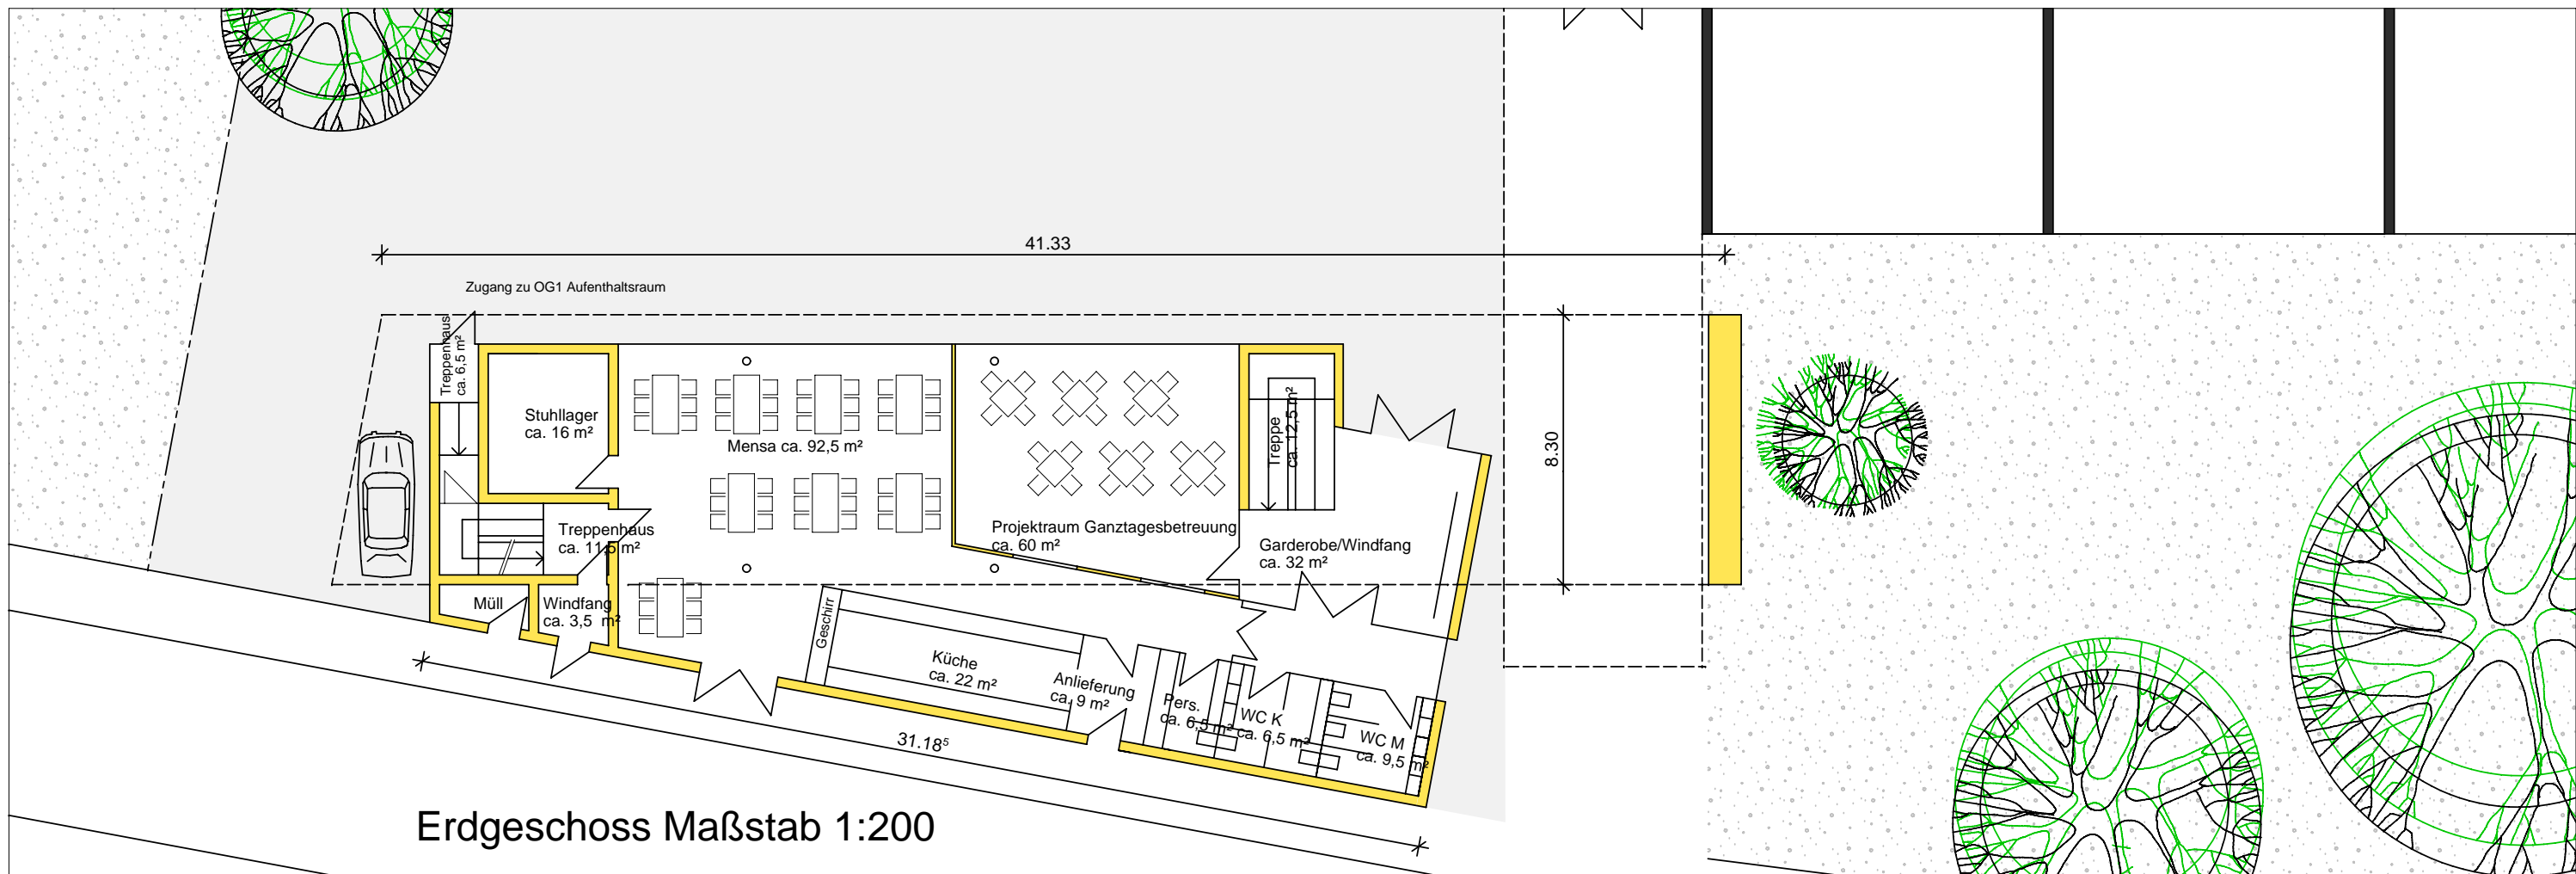 41.33
Zugang zu OG1 Aufenthaltsraum
Treppenhaus
ca. 6,5 m²
Stuhllager
ca. 16 m²
Mensa ca. 92,5 m²
Treppe
ca. 12,5 m²
8.30
Treppenhaus
ca. 11,5 m²
Projektraum Ganztagesbetreuung
ca. 60 m²
Garderobe/Windfang
ca. 32 m²
Müll
Windfang
ca. 3,5 m²
Geschirr
Küche
ca. 22 m²
Anlieferung
ca. 9 m²
Pers.
ca. 6,5 m²
WC K
ca. 6,5 m²
WC M
ca. 9,5 m²
31.18⁵
Erdgeschoss Maßstab 1:200